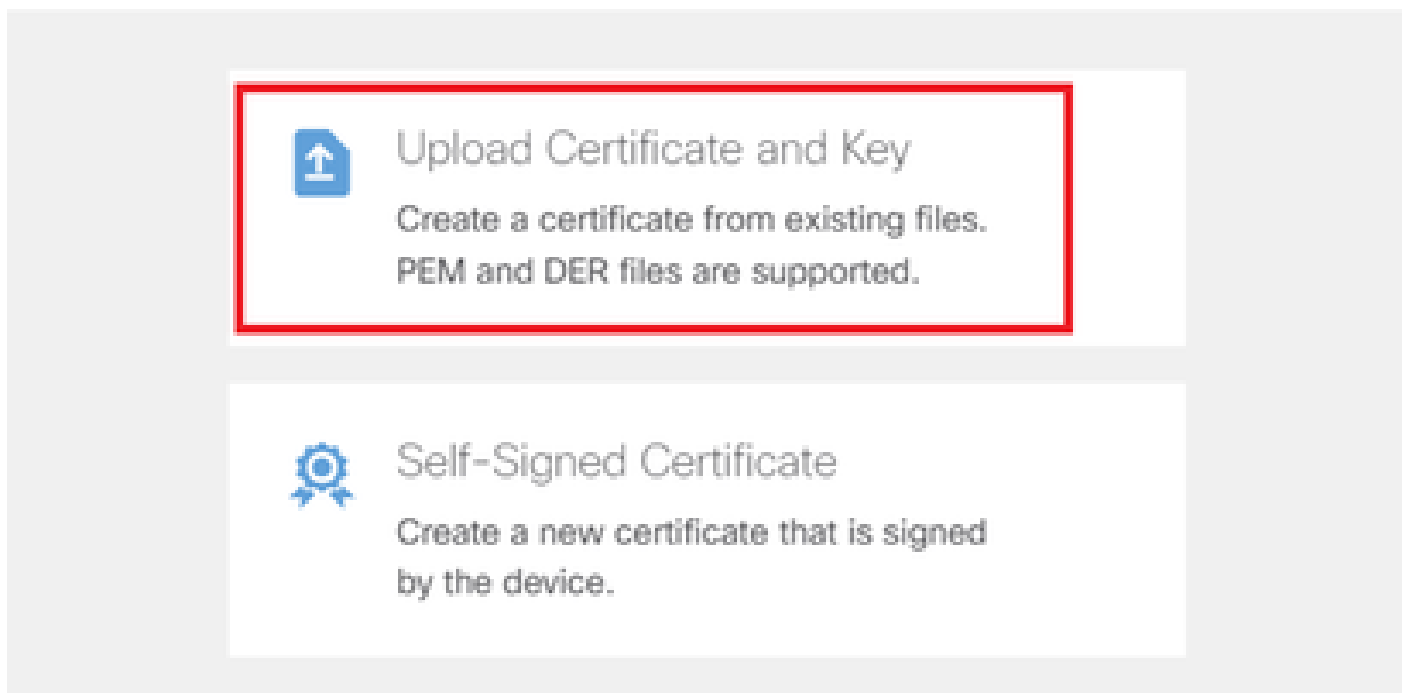 Upload Certificate and Key
Create a certificate from existing files.
PEM and DER files are supported.
Self-Signed Certificate
Create a new certificate that is signed
by the device.